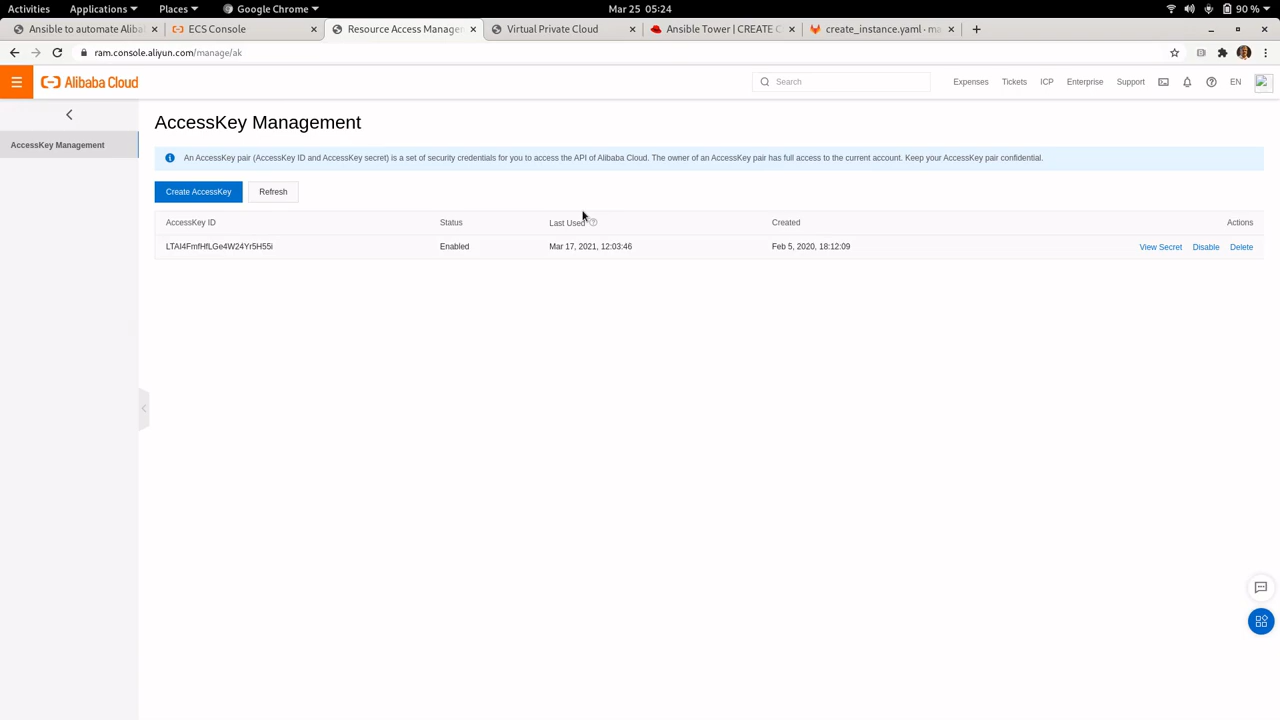 Activities Applications Places Google Chrome Mar 25 05:24 90 %
Ansible to automate Alibal ECS Console Resource Access Manage Virtual Private Cloud Ansible Tower | CREATE C create_instance.yaml · ma
ram.console.aliyun.com/manage/ak
Alibaba Cloud Search Expenses Tickets ICP Enterprise Support EN
AccessKey Management
AccessKey Management
An AccessKey pair (AccessKey ID and AccessKey secret) is a set of security credentials for you to access the API of Alibaba Cloud. The owner of an AccessKey pair has full access to the current account. Keep your AccessKey pair confidential.
Create AccessKey Refresh
AccessKey ID Status Last Used Created Actions
LTAI4FmfHfLGe4W24Yr5H55i Enabled Mar 17, 2021, 12:03:46 Feb 5, 2020, 18:12:09 View Secret Disable Delete